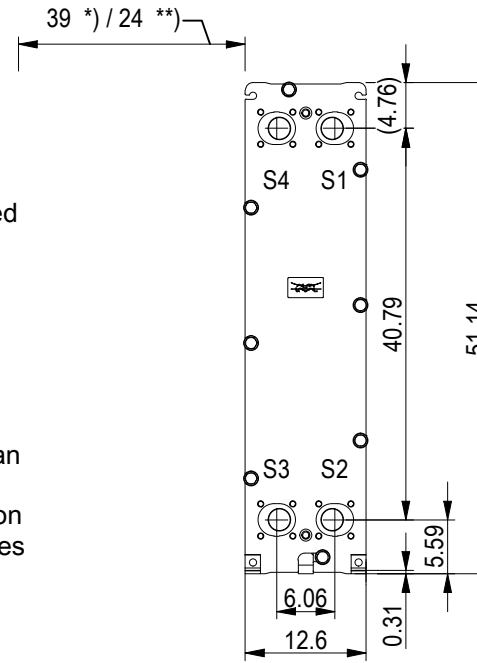 39 *) / 24 **)
(4.76)
S4 S1
ed
40.79
51.14
an
S3 S2
on
es
5.59
6.06
0.31
12.6